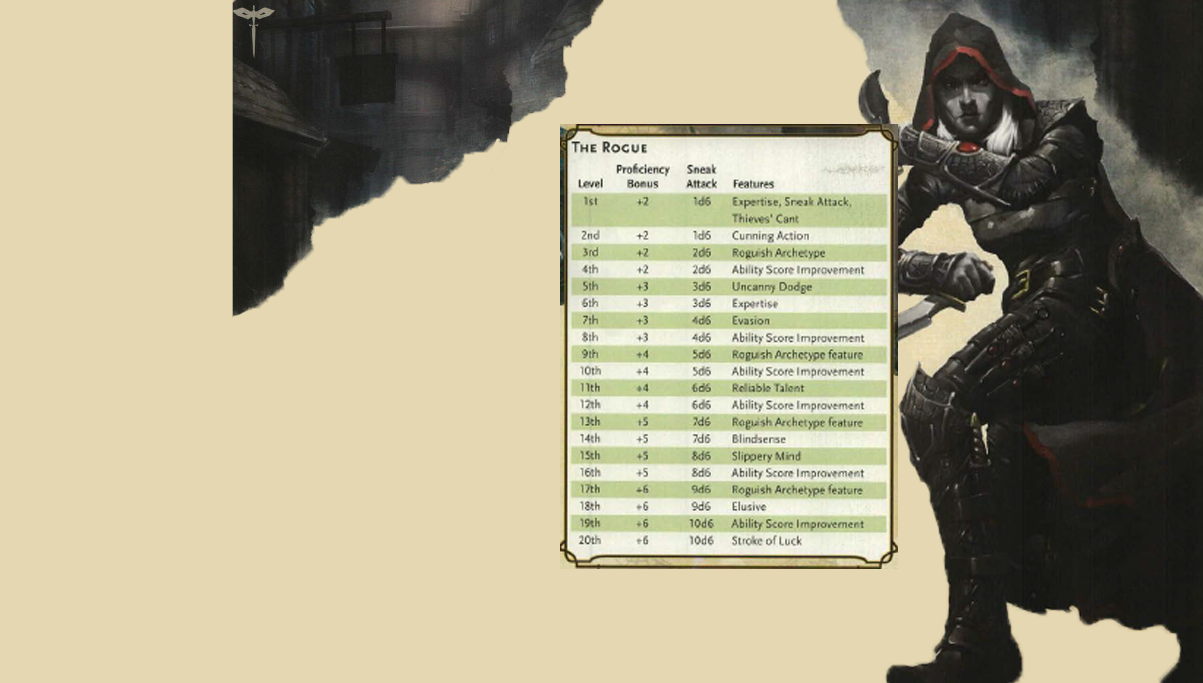 THE ROGUE
Level Proficiency Bonus Sneak Attack Features
1st +2 1d6 Expertise, Sneak Attack,
Thieves' Cant
2nd +2 1d6 Cunning Action
3rd +2 2d6 Roguish Archetype
4th +2 2d6 Ability Score Improvement
5th +3 3d6 Uncanny Dodge
6th +3 3d6 Expertise
7th +3 4d6 Evasion
8th +3 4d6 Ability Score Improvement
9th +4 5d6 Roguish Archetype feature
10th +4 5d6 Ability Score Improvement
11th +4 6d6 Reliable Talent
12th +4 6d6 Ability Score Improvement
13th +5 7d6 Roguish Archetype feature
14th +5 7d6 Blindsense
15th +5 8d6 Slippery Mind
16th +5 8d6 Ability Score Improvement
17th +6 9d6 Roguish Archetype feature
18th +6 9d6 Elusive
19th +6 10d6 Ability Score Improvement
20th +6 10d6 Stroke of Luck